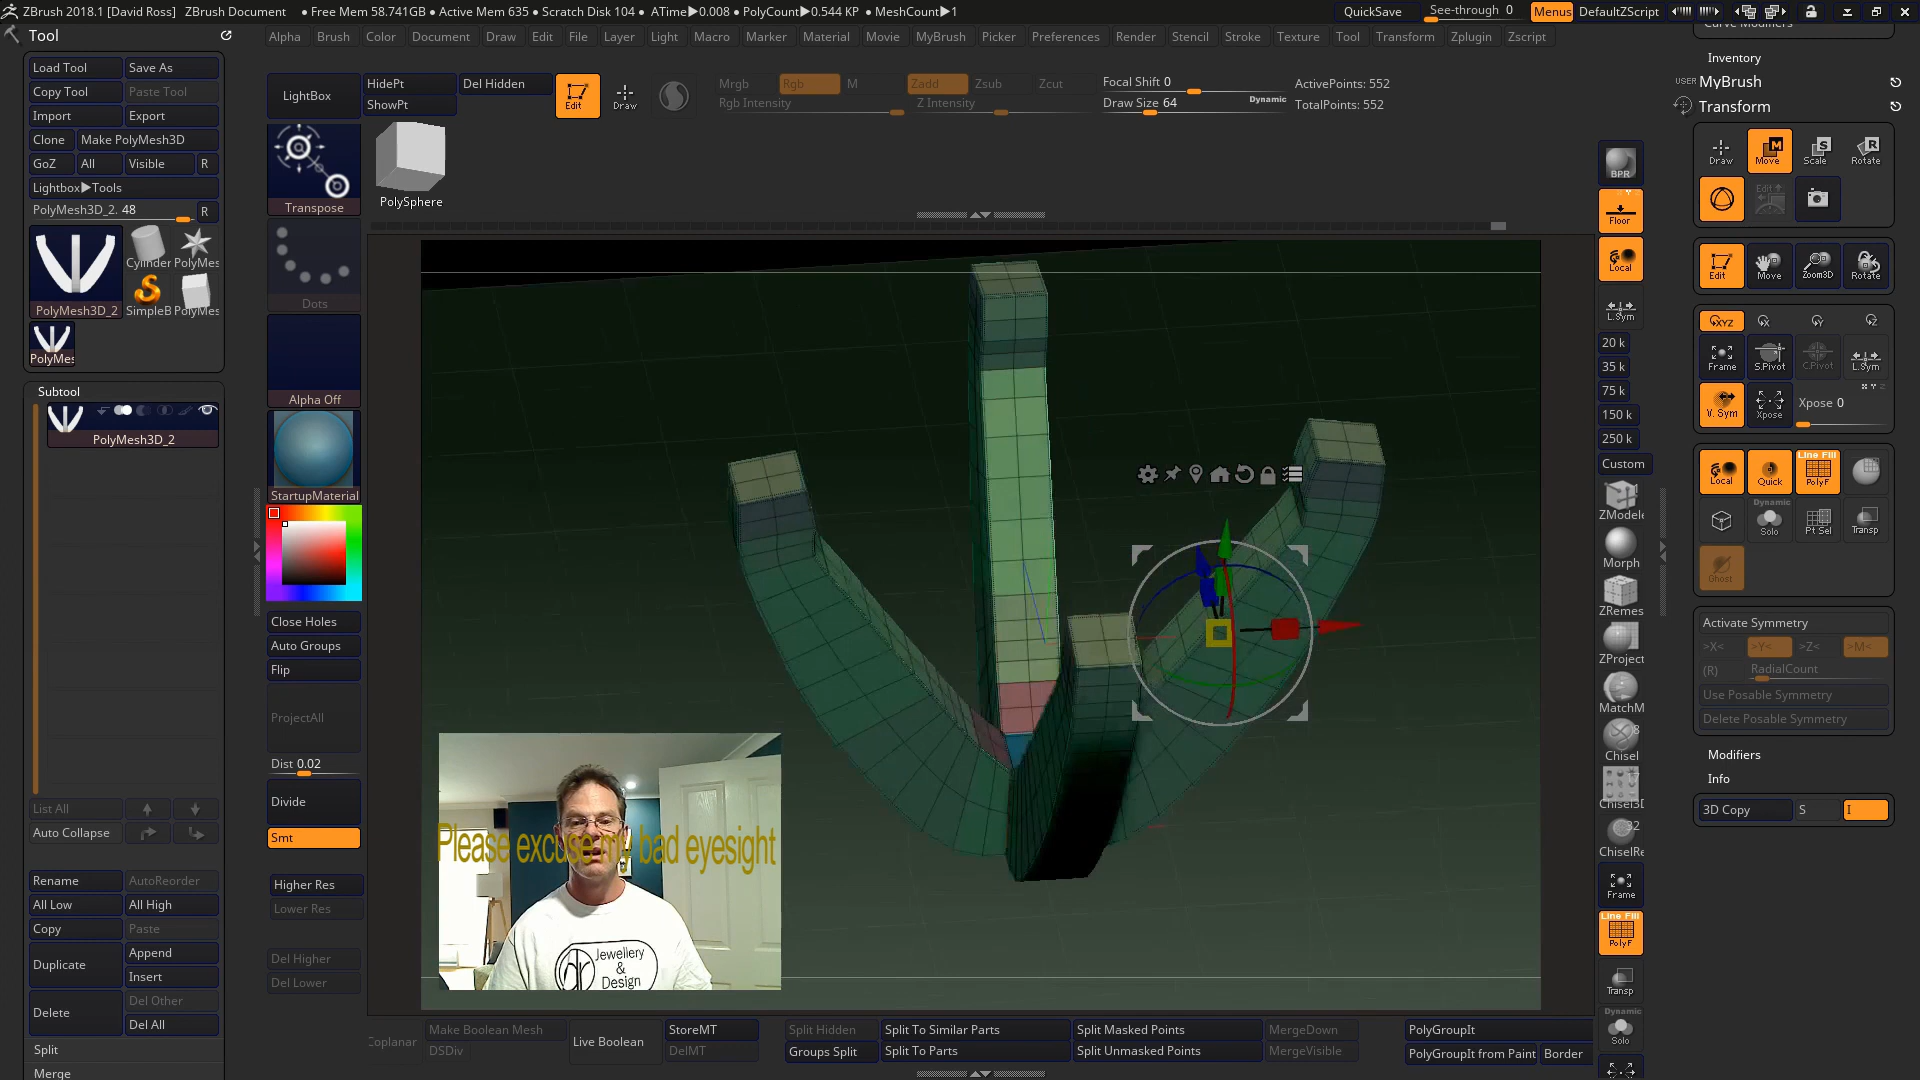 ZBrush 2018.1 [David Ross]   ZBrush Document   • Free Mem 58.741GB • Active Mem 635 • Scratch Disk 104 •  ATime▶0.008 • PolyCount▶0.544 KP  • MeshCount▶1   QuickSave   See-through 0   Menus   DefaultZScript
Alpha   Brush   Color   Document   Draw   Edit   File   Layer   Light   Macro   Marker   Material   Movie   MyBrush   Picker   Preferences   Render   Stencil   Stroke   Texture   Tool   Transform   Zplugin   Zscript
Tool
Load Tool   Save As
Copy Tool   Paste Tool
Import   Export
Clone   Make PolyMesh3D
GoZ   All   Visible   R
Lightbox▶Tools
PolyMesh3D_2. 48   R
Cylinder   PolyMes
PolyMesh3D_2   SimpleB   PolyMes
PolyMes
Subtool
PolyMesh3D_2
List All
Auto Collapse
Rename   AutoReorder
All Low   All High
Copy   Paste
Duplicate   Append
Insert
Delete   Del Other
Del All
Split
Merge
LightBox   HidePt   Del Hidden   Edit   Draw
ShowPt
Mrgb   Rgb   M   Zadd   Zsub   Zcut   Focal Shift 0   ActivePoints: 552
Rgb Intensity   Z Intensity   Draw Size 64   Dynamic   TotalPoints: 552
Transpose   PolySphere
Dots
Alpha Off
StartupMaterial
Close Holes
Auto Groups
Flip
ProjectAll
Dist 0.02
Divide
Smt
Higher Res
Lower Res
Del Higher
Del Lower
Please excuse my bad eyesight
Jewellery
&
Design
Coplanar   Make Boolean Mesh   Live Boolean   StoreMT   Split Hidden   Split To Similar Parts   Split Masked Points   MergeDown   PolyGroupIt
DSDiv   DelMT   Groups Split   Split To Parts   Split Unmasked Points   MergeVisible   PolyGroupIt from Paint   Border
BPR
Floor
Local
L.Sym
20 k
35 k
75 k
150 k
250 k
Custom
ZModele
Morph
ZRemes
ZProject
MatchM
8
Chisel
17
Chisel3D
32
ChiselRe
Frame
Line Fill
PolyF
Transp
Dynamic
Solo
Curve Modifiers
Inventory
USER MyBrush
Transform
Draw   Move   Scale   Rotate
Edit
Edit   Move   Zoom3D   Rotate
XYZ   X   Y   Z
Frame   S.Pivot   C.Pivot   L.Sym
V. Sym   Xpose   Xpose 0
Local   Quick   Line Fill PolyF
Dynamic
Solo   Pt Sel   Transp
Ghost
Activate Symmetry
>X<   >Y<   >Z<   >M<
(R)   RadialCount
Use Posable Symmetry
Delete Posable Symmetry
Modifiers
Info
3D Copy   S   I